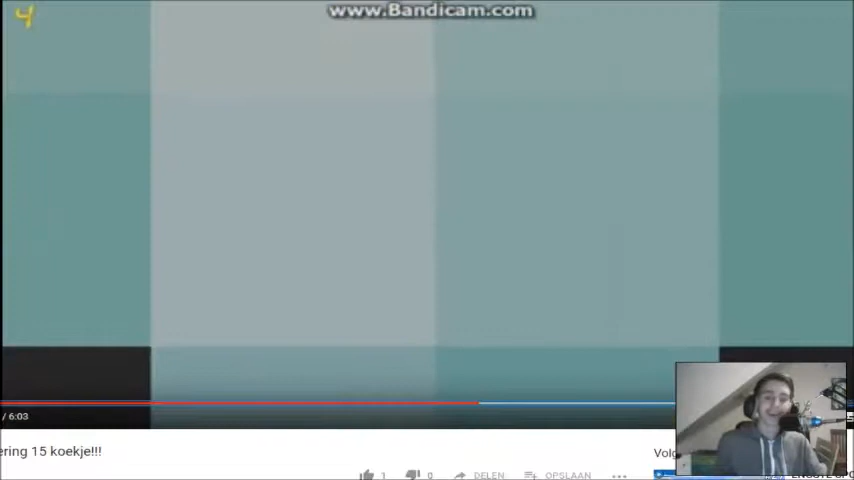 4
www.Bandicam.com
/ 6:03
ering 15 koekje!!!
Volg
1
0
DELEN
OPSLAAN